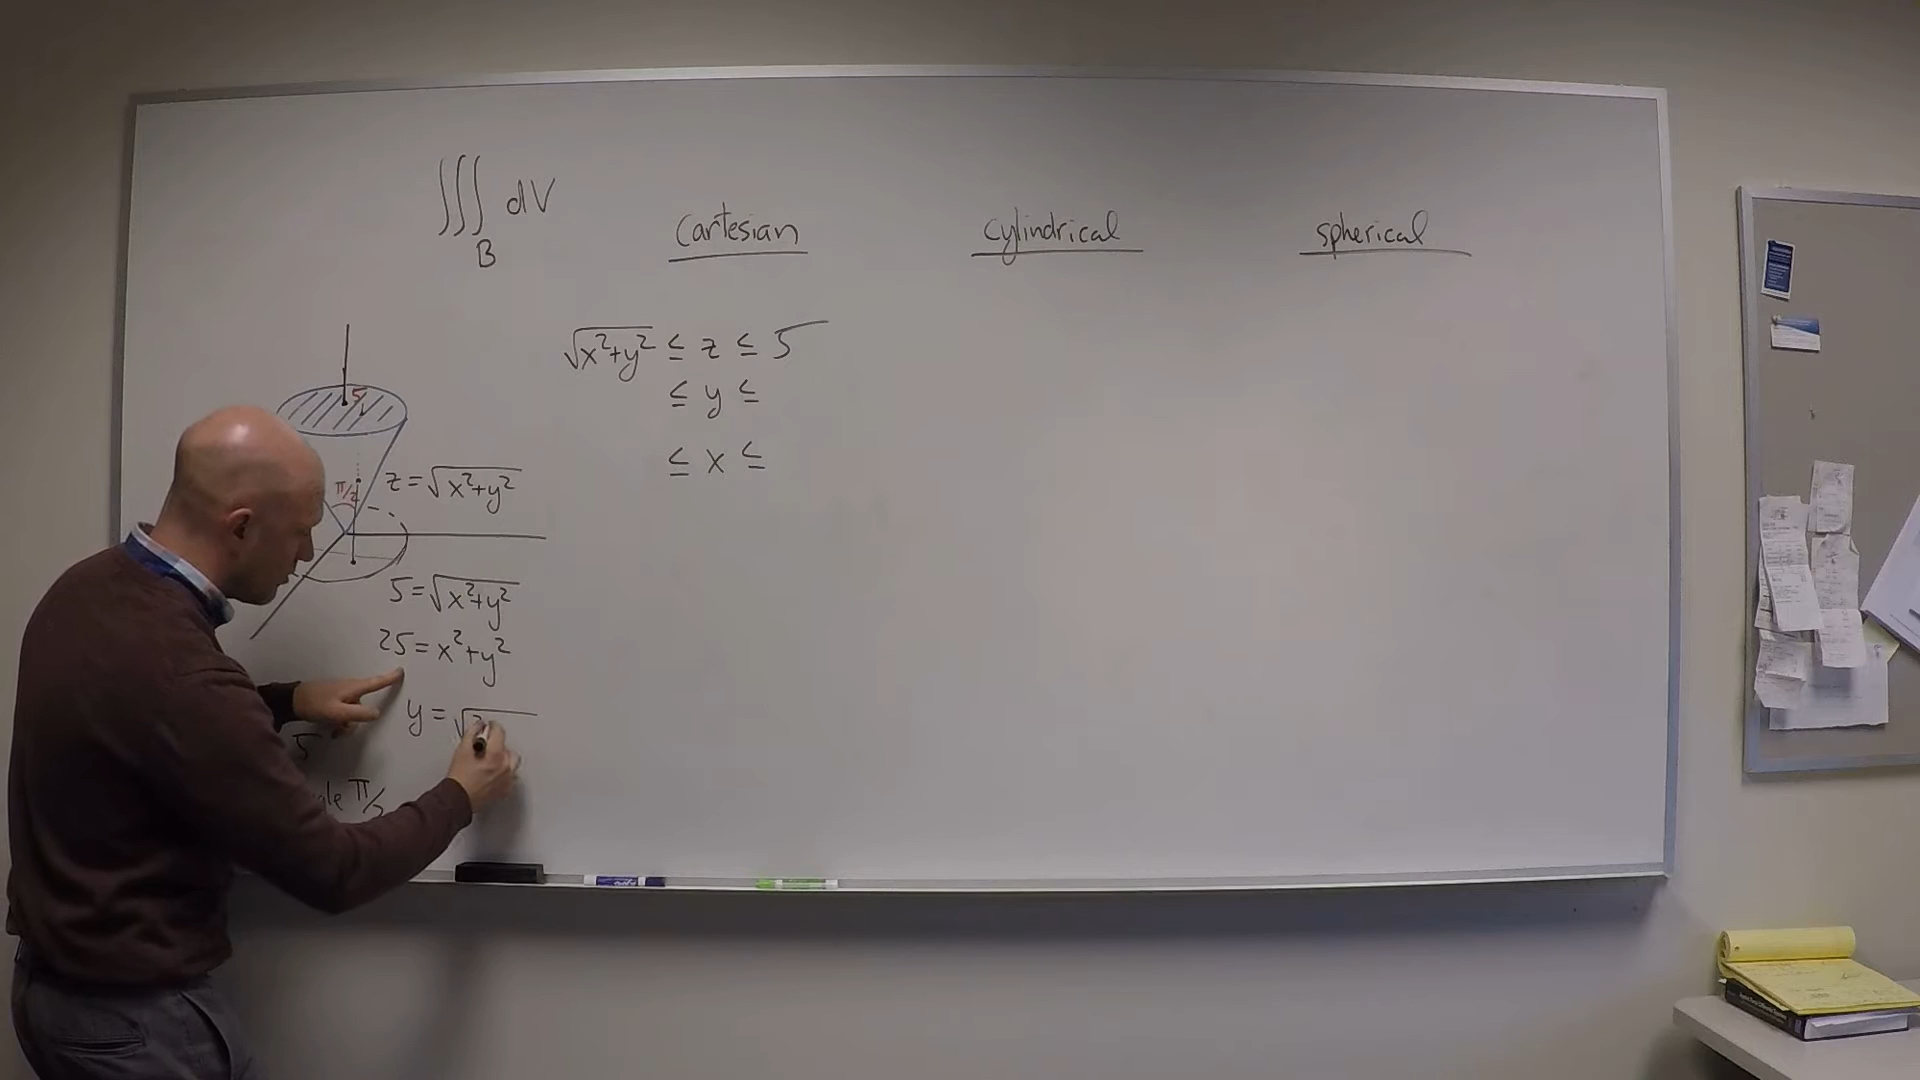 ∭ dV
B
cartesian
cylindrical
spherical
√x²+y² ≤ z ≤ 5
≤ y ≤
≤ x ≤
5
z = √x²+y²
π/2
5 = √x²+y²
25 = x²+y²
y = √
5
π/2